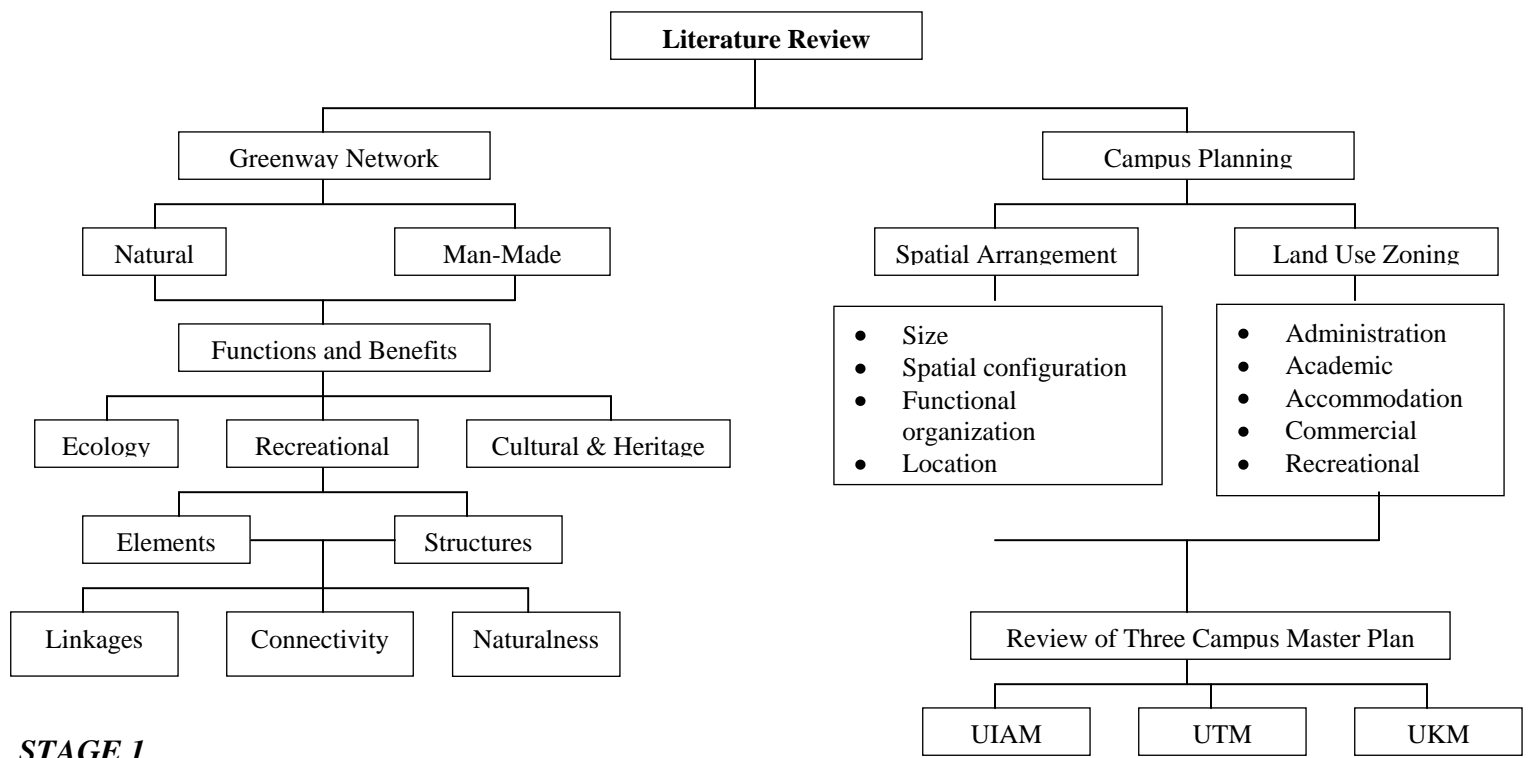 Literature Review
Greenway Network
Campus Planning
Natural
Man-Made
Spatial Arrangement
Land Use Zoning
Functions and Benefits
• Size
• Spatial configuration
• Functional
organization
• Location
• Administration
• Academic
• Accommodation
• Commercial
• Recreational
Ecology
Recreational
Cultural & Heritage
Elements
Structures
Linkages
Connectivity
Naturalness
Review of Three Campus Master Plan
UIAM
UTM
UKM
STAGE 1